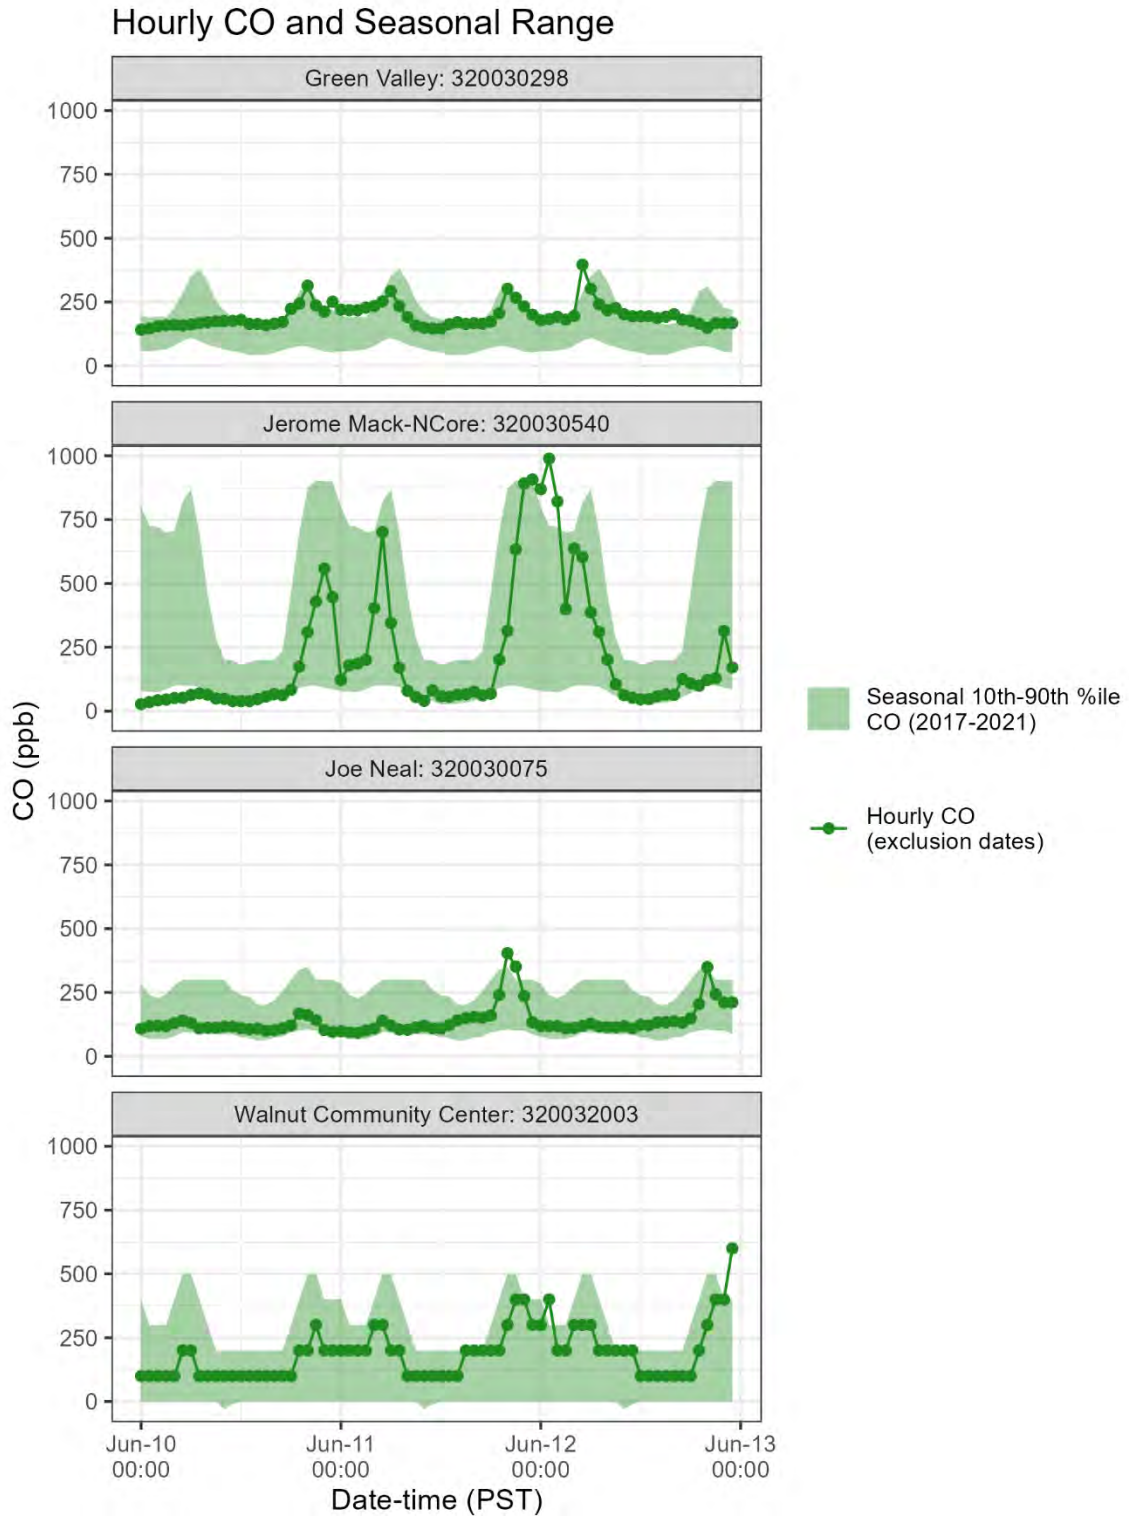 Hourly CO and Seasonal Range
Green Valley: 320030298
1000
750
500
250
0
Jerome Mack-NCore: 320030540
1000
750
500
250
0
Joe Neal: 320030075
1000
750
500
250
0
Walnut Community Center: 320032003
1000
750
500
250
0
CO (ppb)
Jun-10
00:00
Jun-11
00:00
Jun-12
00:00
Jun-13
00:00
Date-time (PST)
Seasonal 10th-90th %ile
CO (2017-2021)
Hourly CO
(exclusion dates)